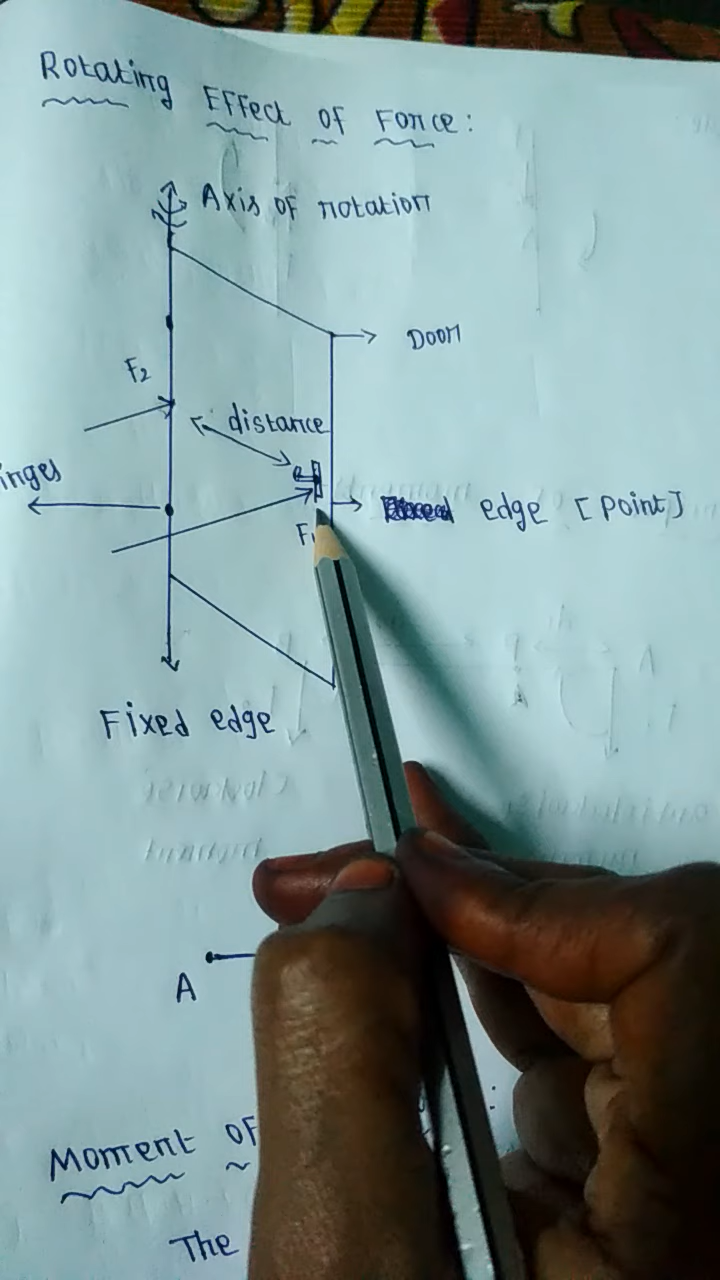 Rotating Effect of Force:
Axis of rotation
Door
F2
distance
inges
edge [Point]
F1
Fixed edge
A
Moment of
The